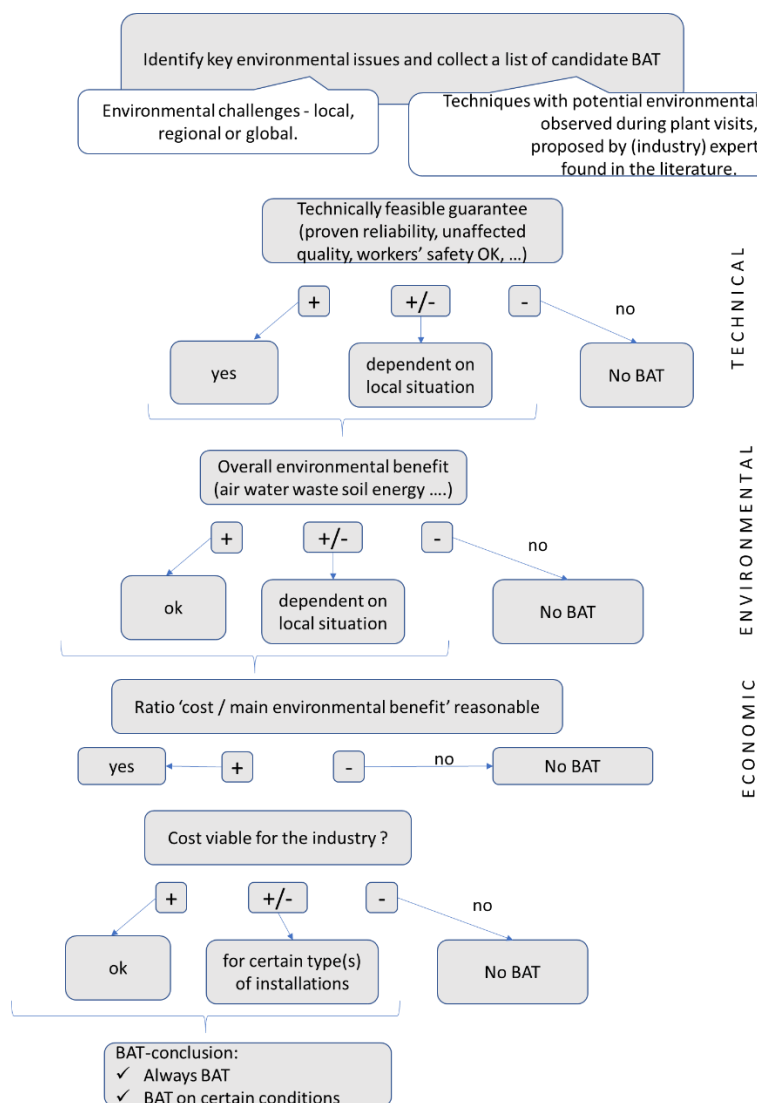 Identify key environmental issues and collect a list of candidate BAT
Environmental challenges - local,
regional or global.
Techniques with potential environmental
observed during plant visits,
proposed by (industry) expert
found in the literature.
Technically feasible guarantee
(proven reliability, unaffected
quality, workers' safety OK, ...)
+
+/-
-
no
yes
dependent on
local situation
No BAT
TECHNICAL
Overall environmental benefit
(air water waste soil energy ....)
+
+/-
-
no
ok
dependent on
local situation
No BAT
ENVIRONMENTAL
Ratio 'cost / main environmental benefit' reasonable
yes
+
-
no
No BAT
ECONOMIC
Cost viable for the industry ?
+
+/-
-
no
ok
for certain type(s)
of installations
No BAT
BAT-conclusion:
✓ Always BAT
✓ BAT on certain conditions